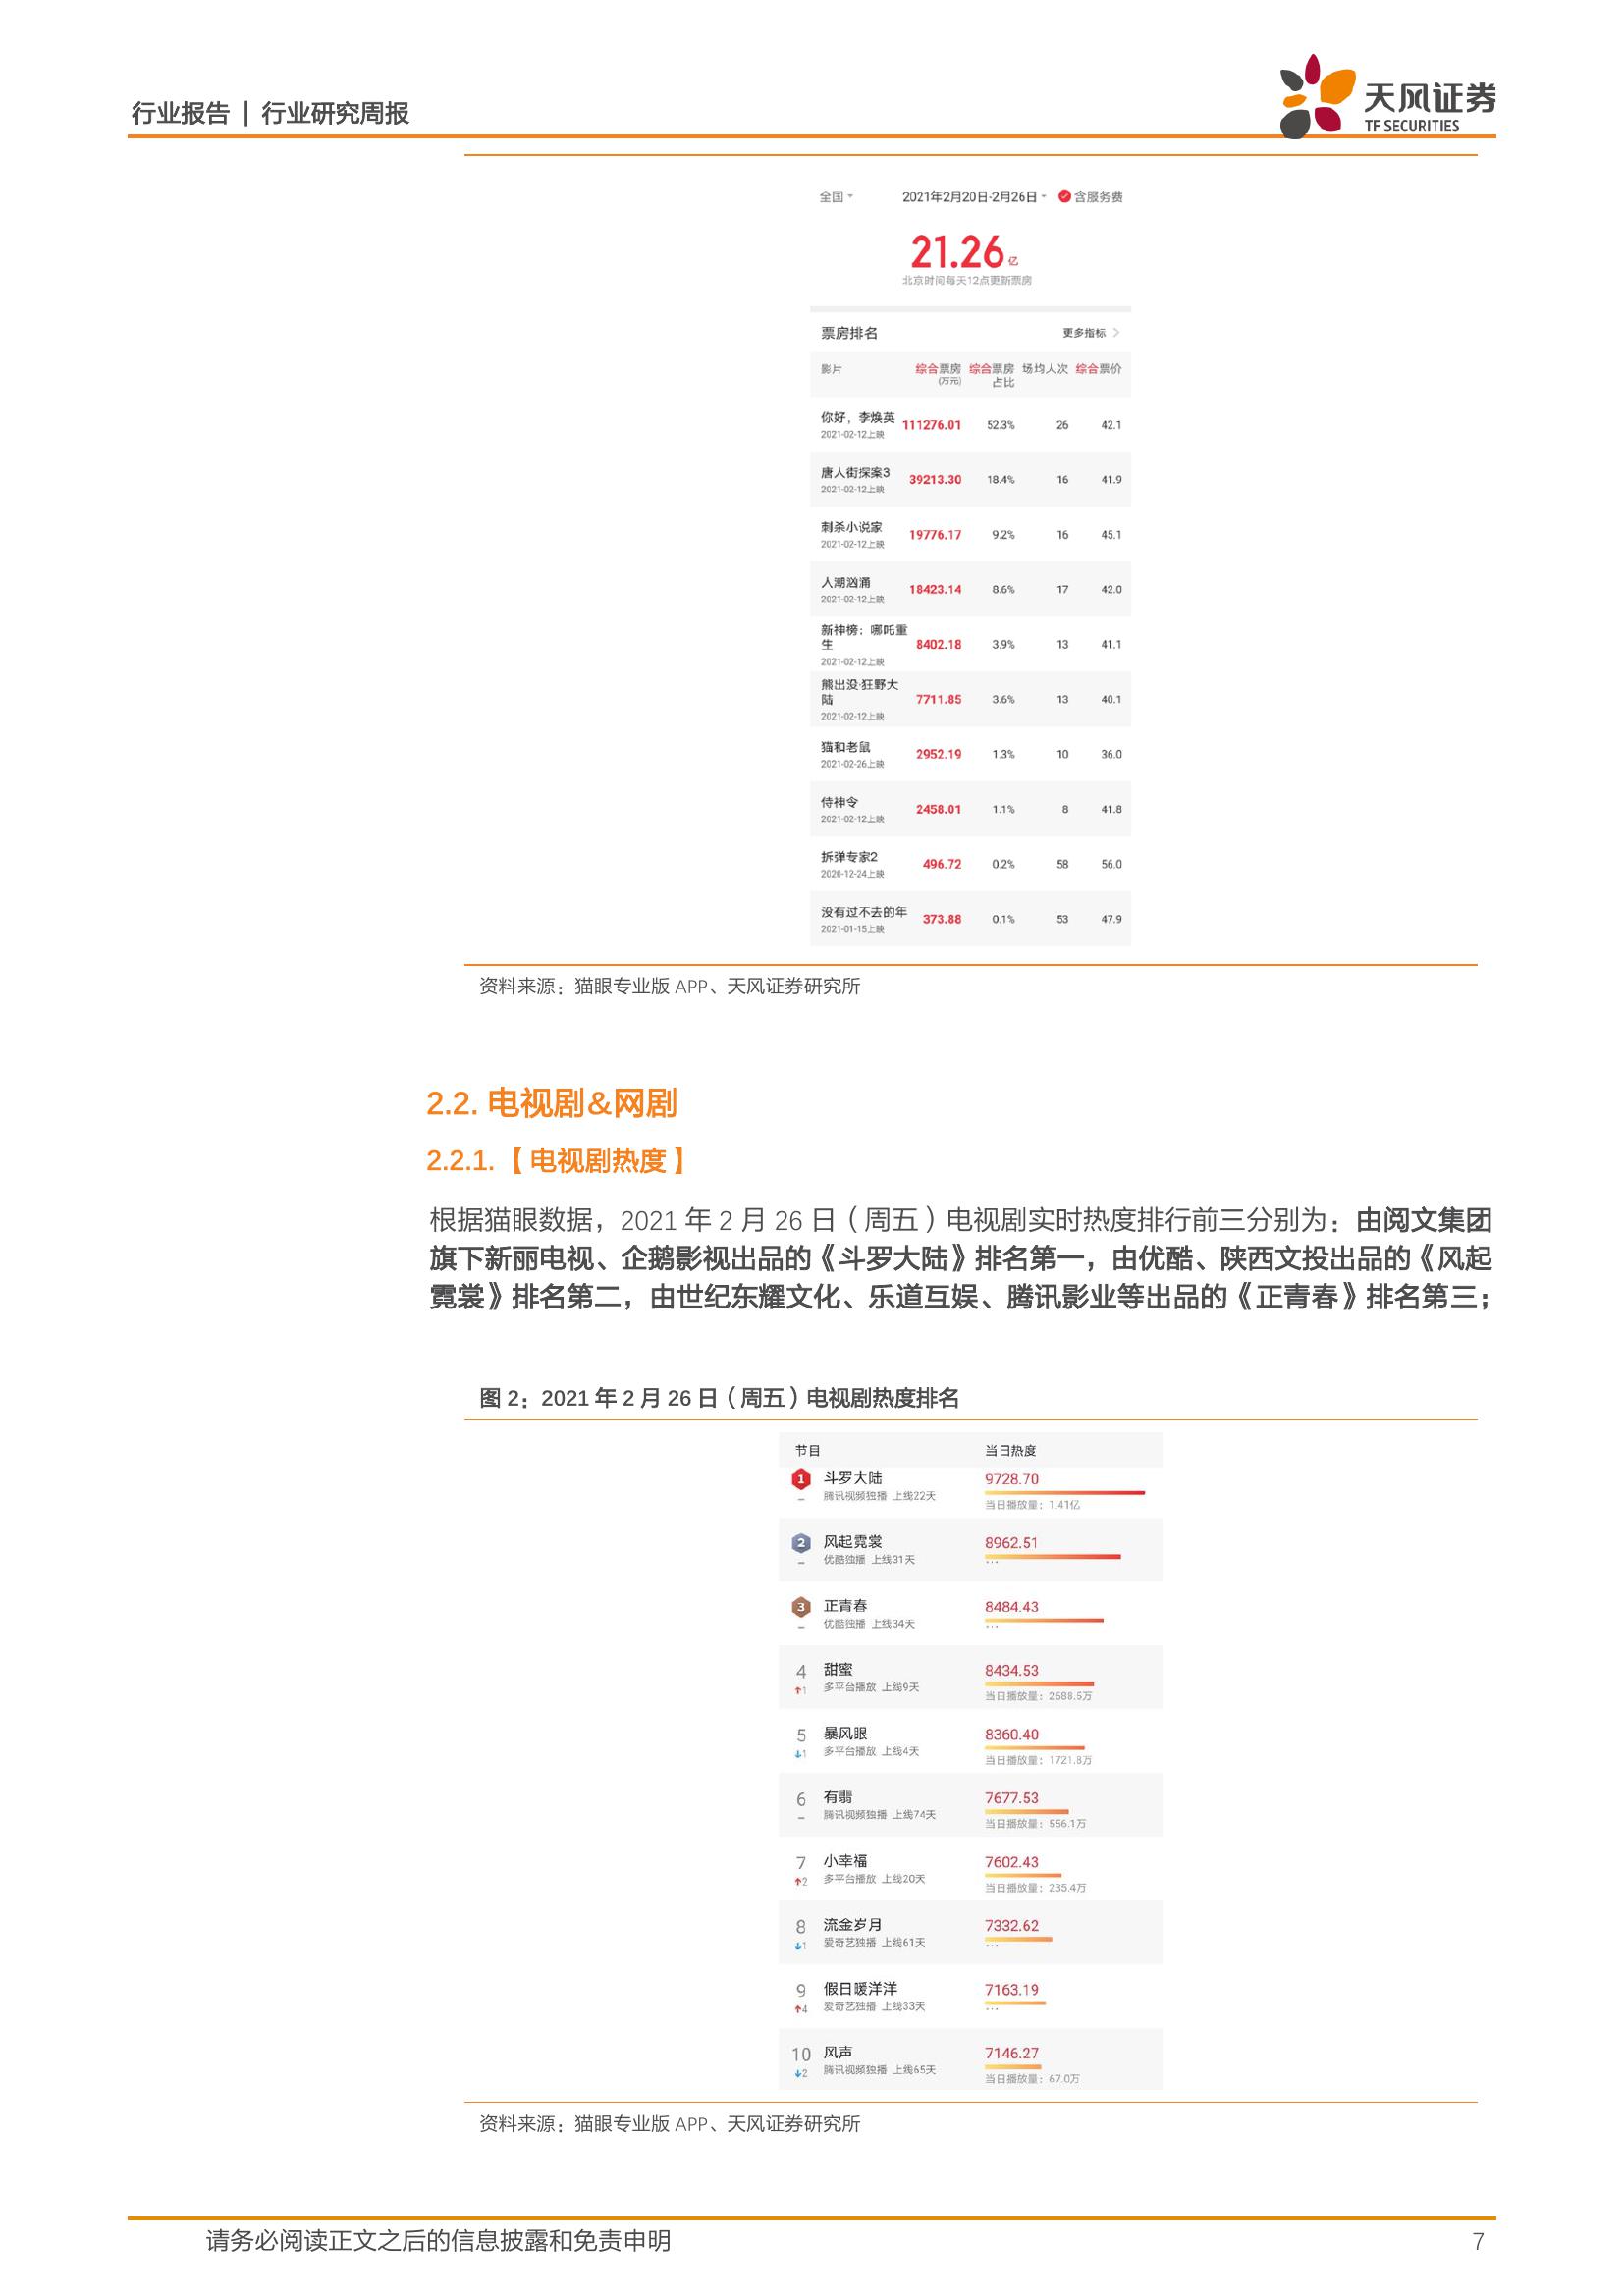 行业报告 | 行业研究周报
天风证券
TF SECURITIES
全国 2021年2月20日-2月26日 含服务费
21.26亿
北京时间每天12点更新票房
票房排名 更多指标
影片 综合票房(万元) 综合票房占比 场均人次 综合票价
你好，李焕英 111276.01 52.3% 26 42.1
2021-02-12上映
唐人街探案3 39213.30 18.4% 16 41.9
2021-02-12上映
刺杀小说家 19776.17 9.2% 16 45.1
2021-02-12上映
人潮汹涌 18423.14 8.6% 17 42.0
2021-02-12上映
新神榜：哪吒重生 8402.18 3.9% 13 41.1
2021-02-12上映
熊出没·狂野大陆 7711.85 3.6% 13 40.1
2021-02-12上映
猫和老鼠 2952.19 1.3% 10 36.0
2021-02-26上映
侍神令 2458.01 1.1% 8 41.8
2021-02-12上映
拆弹专家2 496.72 0.2% 58 56.0
2020-12-24上映
没有过不去的年 373.88 0.1% 53 47.9
2021-01-15上映
资料来源：猫眼专业版 APP、天风证券研究所
2.2. 电视剧&网剧
2.2.1.【电视剧热度】
根据猫眼数据，2021 年 2 月 26 日（周五）电视剧实时热度排行前三分别为：由阅文集团
旗下新丽电视、企鹅影视出品的《斗罗大陆》排名第一，由优酷、陕西文投出品的《风起
霓裳》排名第二，由世纪东耀文化、乐道互娱、腾讯影业等出品的《正青春》排名第三；
图 2：2021 年 2 月 26 日（周五）电视剧热度排名
节目 当日热度
1 斗罗大陆 9728.70
– 腾讯视频独播 上线22天 当日播放量：1.41亿
2 风起霓裳 8962.51
– 优酷独播 上线31天 ...
3 正青春 8484.43
– 优酷独播 上线34天 ...
4 甜蜜 8434.53
↑1 多平台播放 上线9天 当日播放量：2688.5万
5 暴风眼 8360.40
↓1 多平台播放 上线4天 当日播放量：1721.8万
6 有翡 7677.53
– 腾讯视频独播 上线74天 当日播放量：556.1万
7 小幸福 7602.43
↑2 多平台播放 上线20天 当日播放量：235.4万
8 流金岁月 7332.62
↓1 爱奇艺独播 上线61天 ...
9 假日暖洋洋 7163.19
↑4 爱奇艺独播 上线33天 ...
10 风声 7146.27
↓2 腾讯视频独播 上线65天 当日播放量：67.0万
资料来源：猫眼专业版 APP、天风证券研究所
请务必阅读正文之后的信息披露和免责申明 7